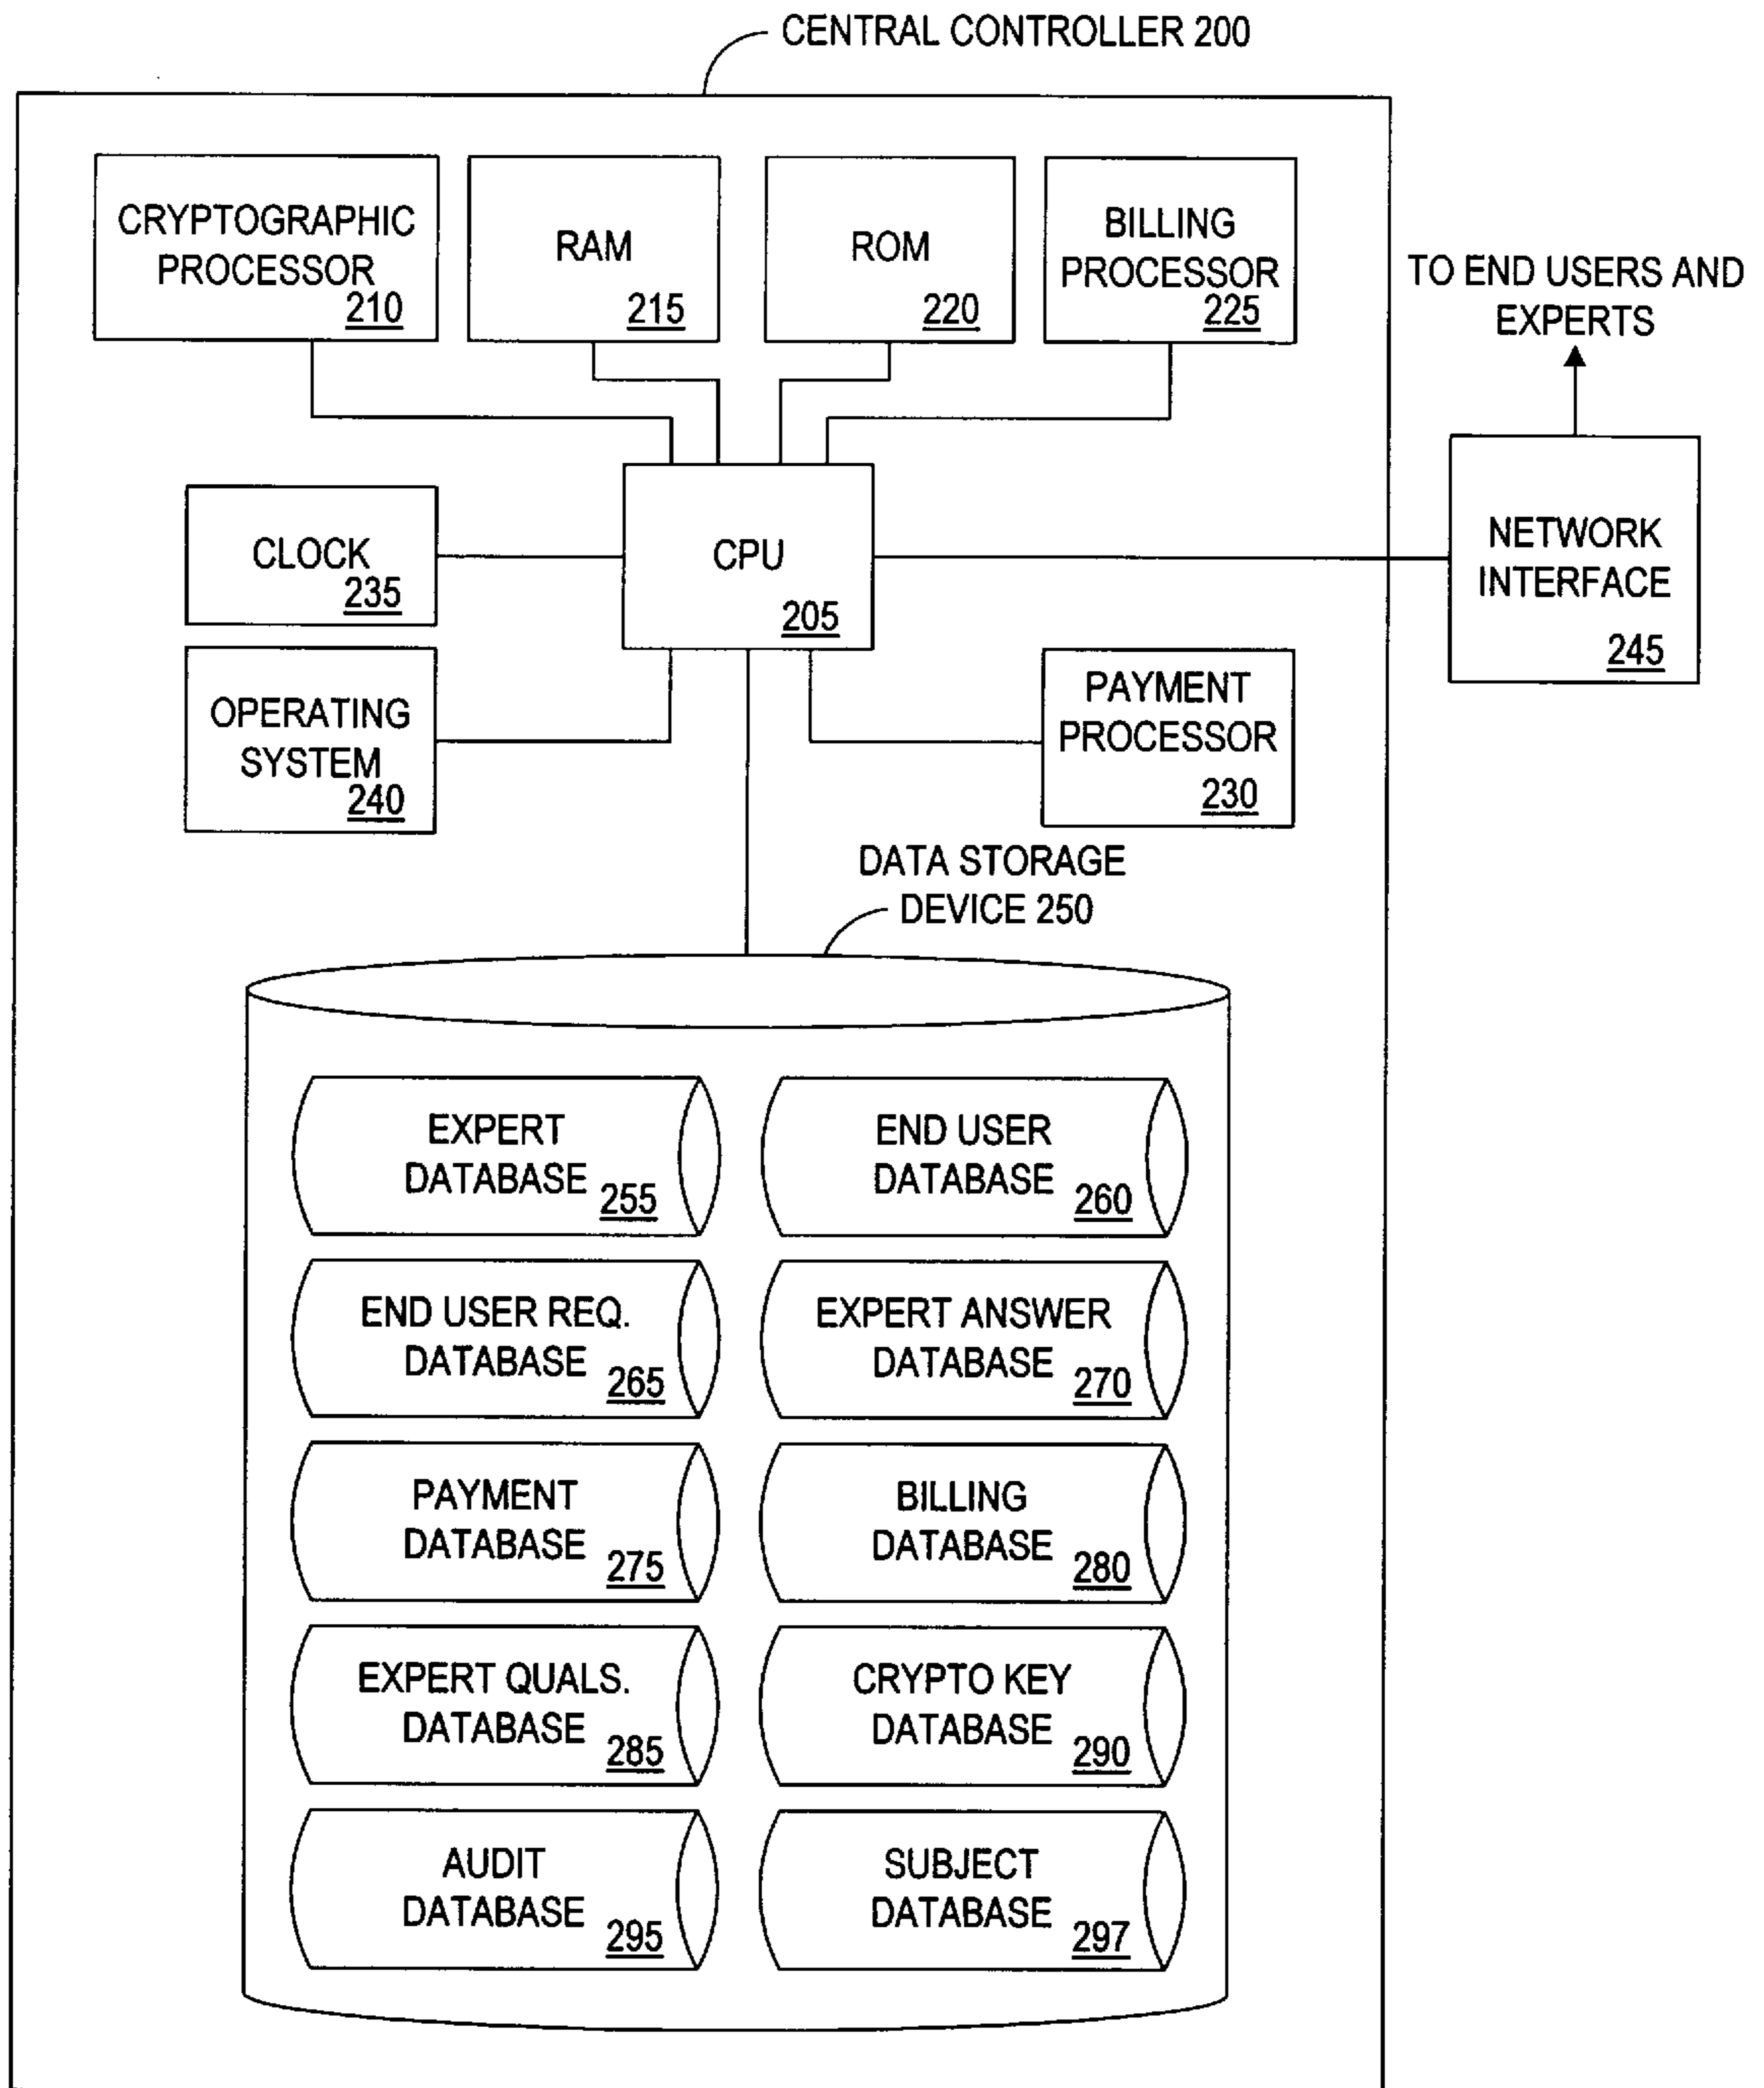 CENTRAL CONTROLLER 200
CRYPTOGRAPHIC
PROCESSOR
210
RAM
215
ROM
220
BILLING
PROCESSOR
225
TO END USERS AND
EXPERTS
CLOCK
235
CPU
205
NETWORK
INTERFACE
245
OPERATING
SYSTEM
240
PAYMENT
PROCESSOR
230
DATA STORAGE
DEVICE 250
EXPERT
DATABASE
255
END USER
DATABASE
260
END USER REQ.
DATABASE
265
EXPERT ANSWER
DATABASE
270
PAYMENT
DATABASE
275
BILLING
DATABASE
280
EXPERT QUALS.
DATABASE
285
CRYPTO KEY
DATABASE
290
AUDIT
DATABASE
295
SUBJECT
DATABASE
297